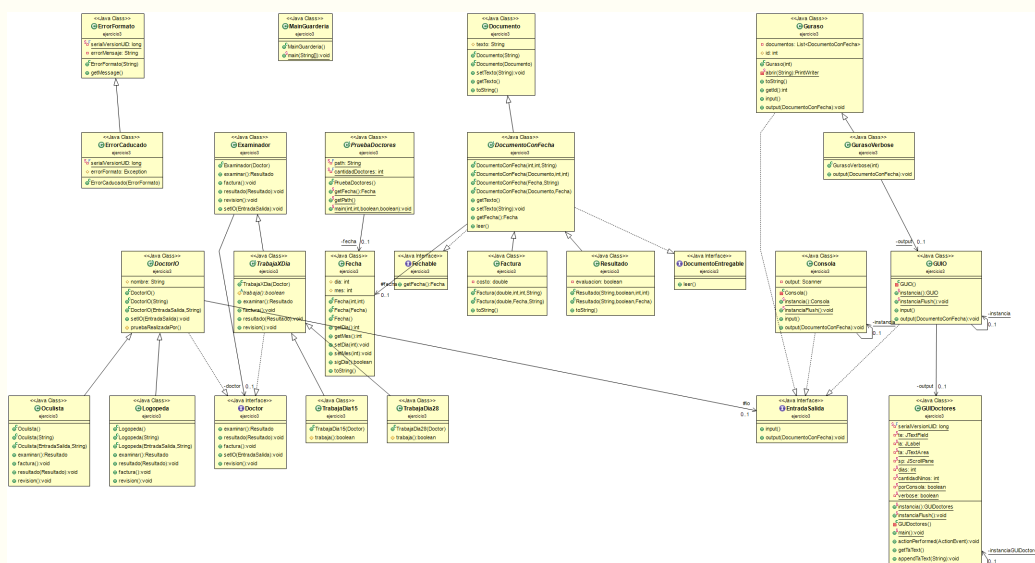 <<Java Class>>
ErrorFormato
ejercicio3
serialVersionUID: long
errorMensaje: String
ErrorFormato(String)
getMessage()
<<Java Class>>
MainGuarderia
ejercicio3
MainGuarderia()
main(String[]):void
<<Java Class>>
Documento
ejercicio3
texto: String
Documento(String)
Documento(Documento)
setTexto(String):void
getTexto()
toString()
<<Java Class>>
Guraso
ejercicio3
documentos: List<DocumentoConFecha>
id: int
Guraso(int)
abrir(String):PrintWriter
toString()
getId():int
input()
output(DocumentoConFecha):void
<<Java Class>>
ErrorCaducado
ejercicio3
serialVersionUID: long
errorFormato: Exception
ErrorCaducado(ErrorFormato)
<<Java Class>>
Examinador
ejercicio3
Examinador(Doctor)
examinar():Resultado
factura():void
resultado(Resultado):void
revision():void
setIO(EntradaSalida):void
<<Java Class>>
PruebaDoctores
ejercicio3
path: String
cantidadDoctores: int
PruebaDoctores()
getFecha():Fecha
getPath()
main(int,int,boolean,boolean):void
<<Java Class>>
DocumentoConFecha
ejercicio3
DocumentoConFecha(int,int,String)
DocumentoConFecha(Documento,int,int)
DocumentoConFecha(Fecha,String)
DocumentoConFecha(Documento,Fecha)
getTexto()
setTexto(String):void
getFecha():Fecha
leer()
<<Java Class>>
GurasoVerbose
ejercicio3
GurasoVerbose(int)
output(DocumentoConFecha):void
-fecha
0..1
-output
0..1
<<Java Class>>
DoctorIO
ejercicio3
nombre: String
DoctorIO()
DoctorIO(String)
DoctorIO(EntradaSalida,String)
setIO(EntradaSalida):void
pruebaRealizadaPor()
<<Java Class>>
TrabajaXDia
ejercicio3
TrabajaXDia(Doctor)
trabaja():boolean
examinar():Resultado
factura():void
resultado(Resultado):void
revision():void
<<Java Class>>
Fecha
ejercicio3
dia: int
mes: int
Fecha(int,int)
Fecha(Fecha)
Fecha()
getDia():int
getMes():int
setDia(int):void
setMes(int):void
sigDia():boolean
toString()
#fecha
0..1
<<Java Interface>>
Fechable
ejercicio3
getFecha():Fecha
<<Java Class>>
Factura
ejercicio3
costo: double
Factura(double,int,int,String)
Factura(double,Fecha,String)
toString()
<<Java Class>>
Resultado
ejercicio3
evaluacion: boolean
Resultado(String,boolean,int,int)
Resultado(String,boolean,Fecha)
toString()
<<Java Interface>>
DocumentoEntregable
ejercicio3
leer()
<<Java Class>>
Consola
ejercicio3
output: Scanner
Consola()
instancia():Consola
instanciaFlush():void
input()
output(DocumentoConFecha):void
-instancia
0..1
<<Java Class>>
GUIO
ejercicio3
GUIO()
instancia():GUIO
instanciaFlush():void
input()
output(DocumentoConFecha):void
-instancia
0..1
-doctor
0..1
#io
0..1
-output
0..1
<<Java Class>>
Oculista
ejercicio3
Oculista()
Oculista(String)
Oculista(EntradaSalida,String)
examinar():Resultado
factura():void
resultado(Resultado):void
revision():void
<<Java Class>>
Logopeda
ejercicio3
Logopeda()
Logopeda(String)
Logopeda(EntradaSalida,String)
examinar():Resultado
resultado(Resultado):void
factura():void
revision():void
<<Java Interface>>
Doctor
ejercicio3
examinar():Resultado
resultado(Resultado):void
factura():void
setIO(EntradaSalida):void
revision():void
<<Java Class>>
TrabajaDia15
ejercicio3
TrabajaDia15(Doctor)
trabaja():boolean
<<Java Class>>
TrabajaDia28
ejercicio3
TrabajaDia28(Doctor)
trabaja():boolean
<<Java Interface>>
EntradaSalida
ejercicio3
input()
output(DocumentoConFecha):void
<<Java Class>>
GUIDoctores
ejercicio3
serialVersionUID: long
JTextField
JLabel
ta: JTextArea
sp: JScrollPane
dias: int
cantidadNinos: int
porConsola: boolean
verbose: boolean
instancia():GUIDoctores
instanciaFlush():void
GUIDoctores()
main():void
actionPerformed(ActionEvent):void
getTaText()
appendTaText(String):void
-instanciaGUIDoctor
0..1